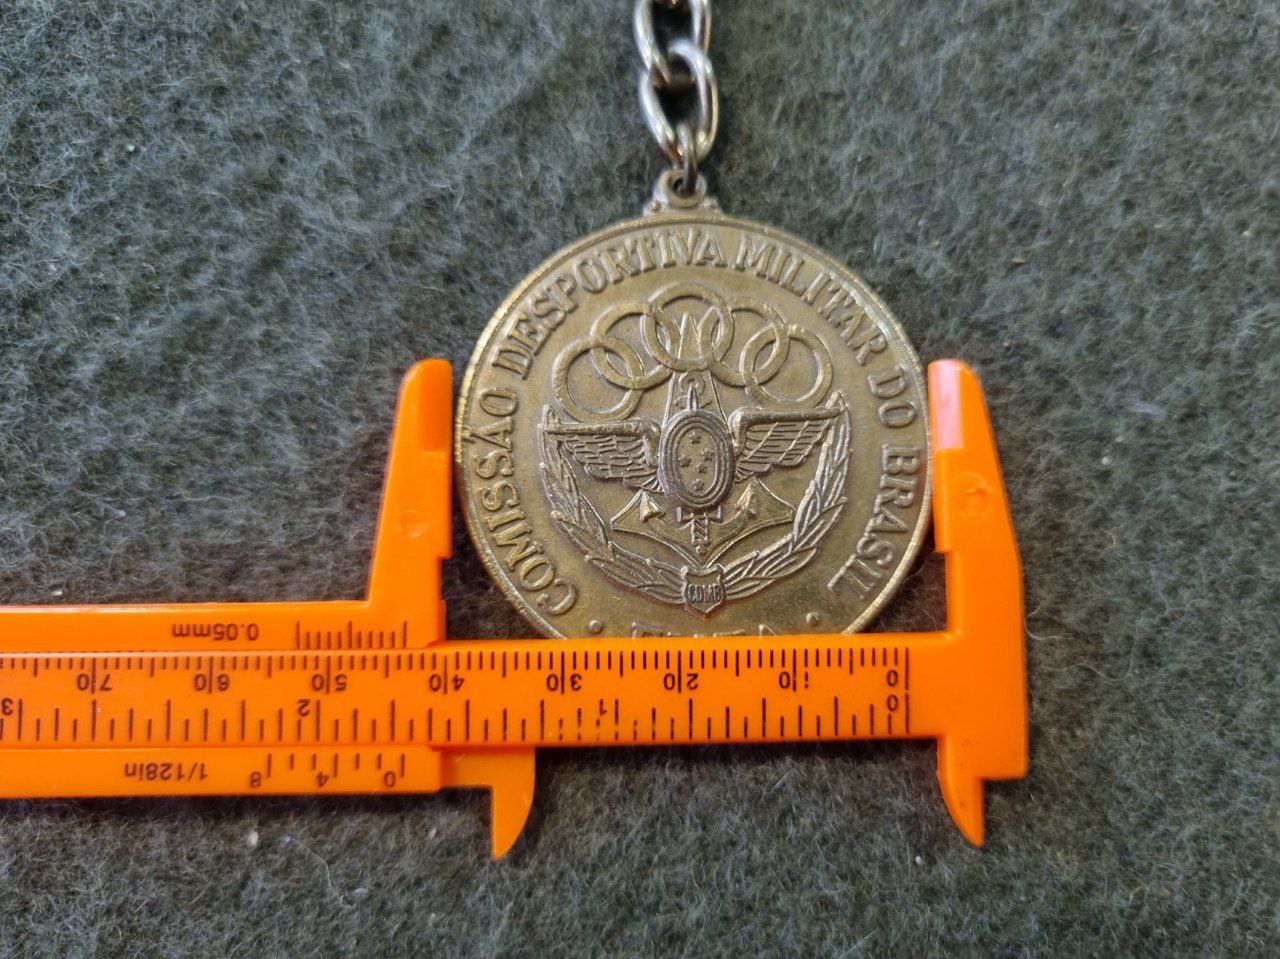 COMISSÃO DESPORTIVA MILITAR DO BRASIL
CDMB
0.05mm
70 60 50 40 30 20 10 0
3 2 1 0
1/128in 8 4 0